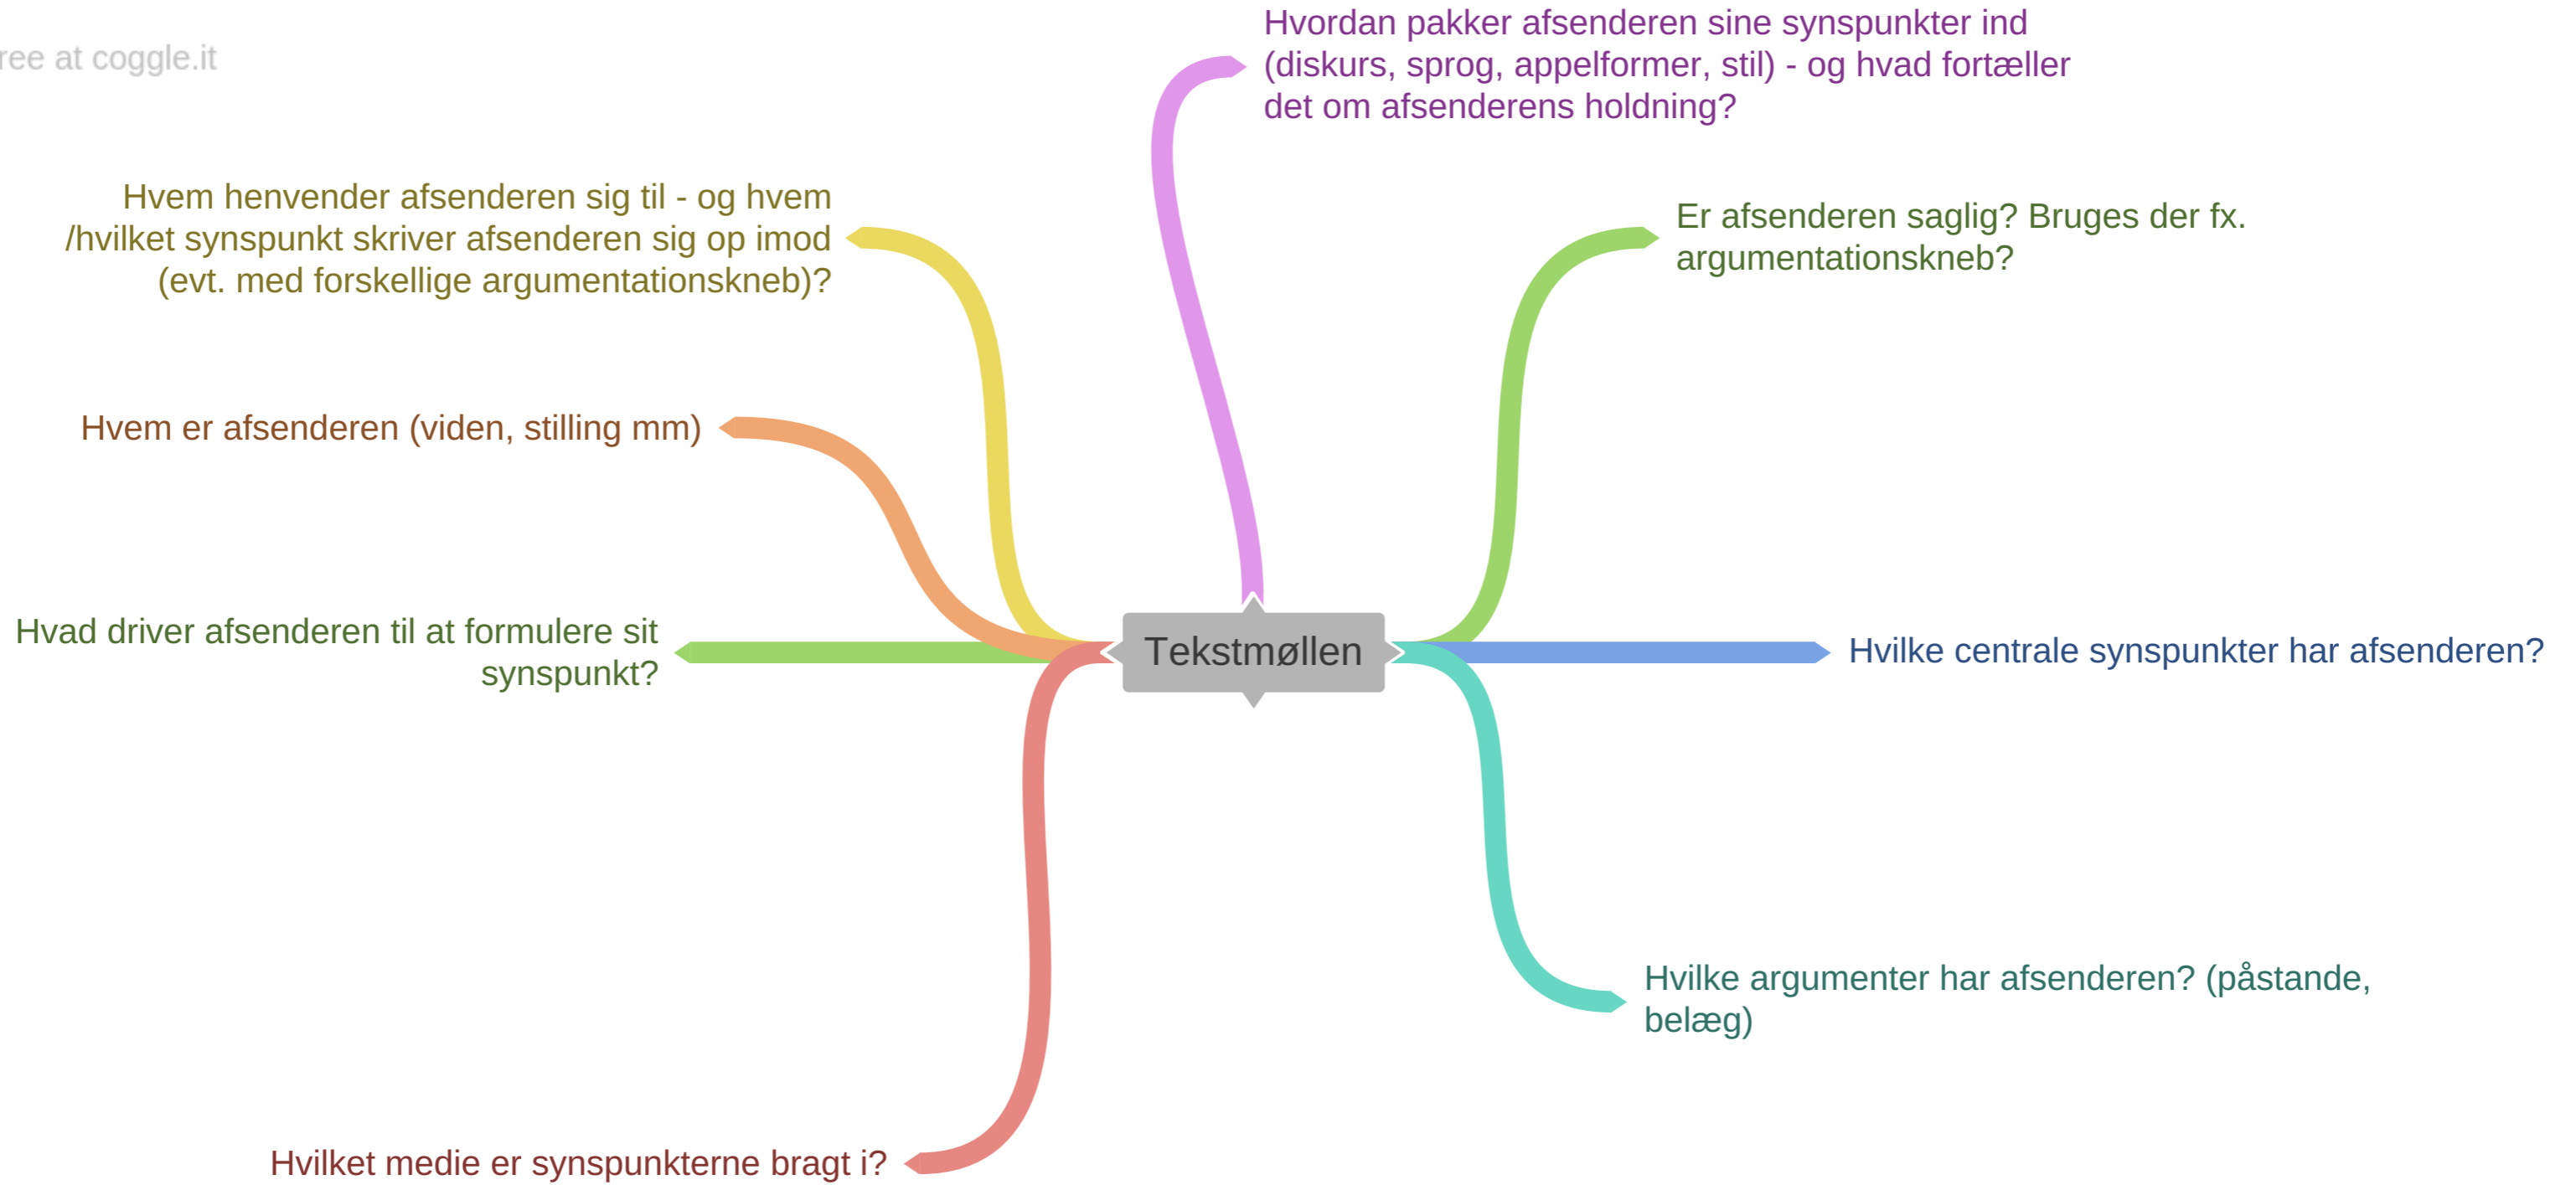 ree at coggle.it
Hvordan pakker afsenderen sine synspunkter ind
(diskurs, sprog, appelformer, stil) - og hvad fortæller
det om afsenderens holdning?
Hvem henvender afsenderen sig til - og hvem
/hvilket synspunkt skriver afsenderen sig op imod
(evt. med forskellige argumentationskneb)?
Er afsenderen saglig? Bruges der fx.
argumentationskneb?
Hvem er afsenderen (viden, stilling mm)
Hvad driver afsenderen til at formulere sit
synspunkt?
Tekstmøllen
Hvilke centrale synspunkter har afsenderen?
Hvilke argumenter har afsenderen? (påstande,
belæg)
Hvilket medie er synspunkterne bragt i?